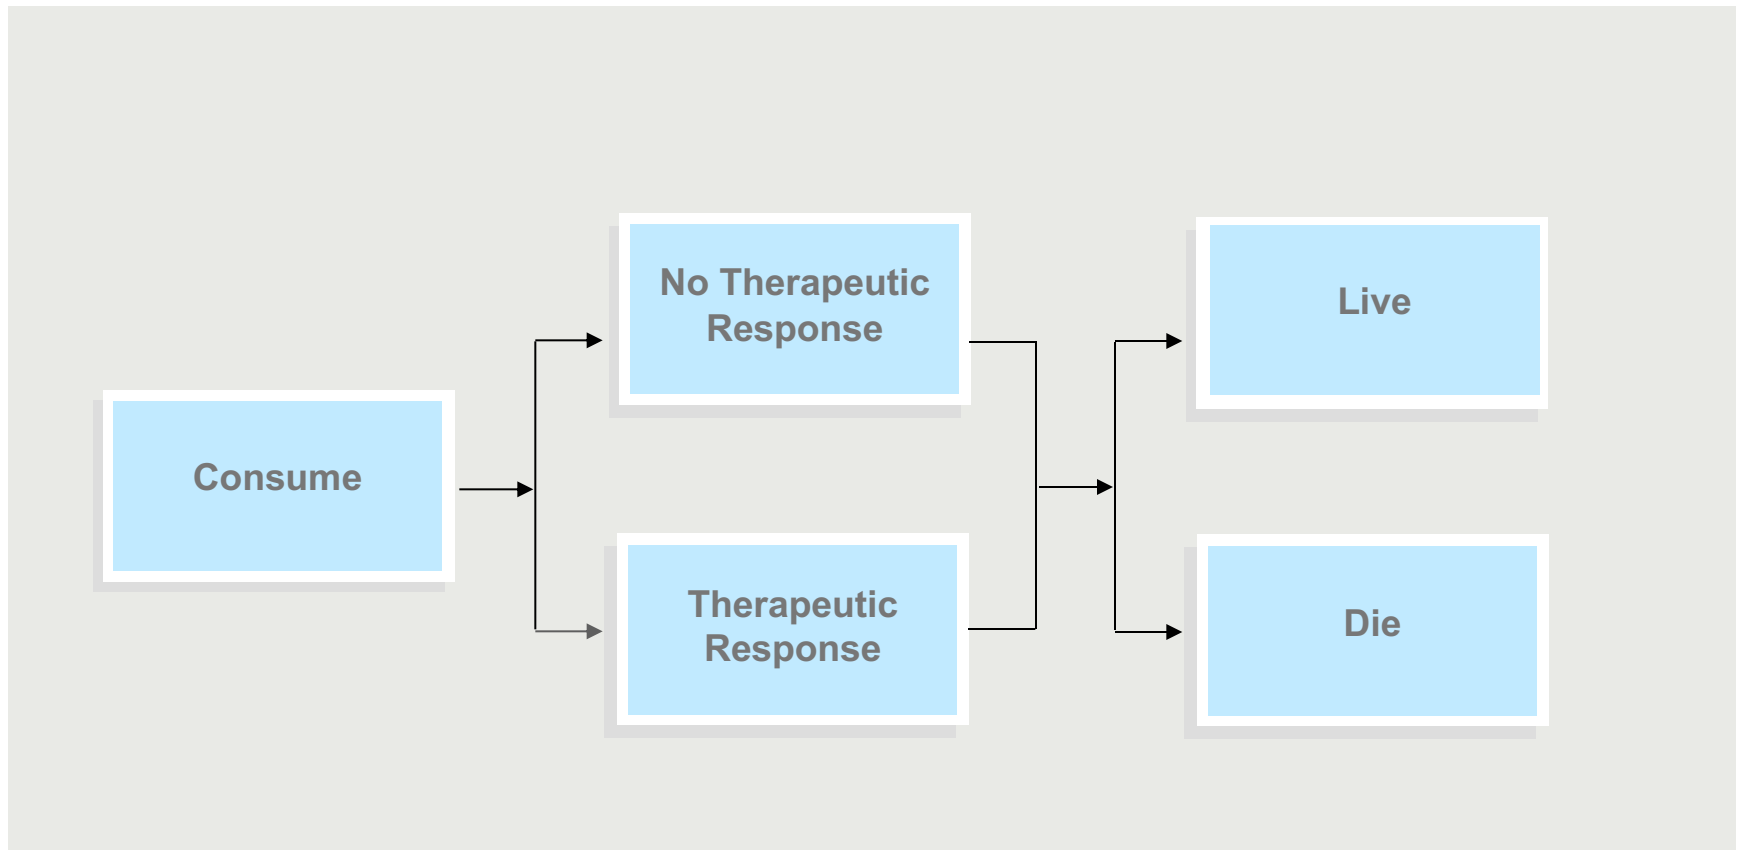 Consume
No Therapeutic
Response
Therapeutic
Response
Live
Die